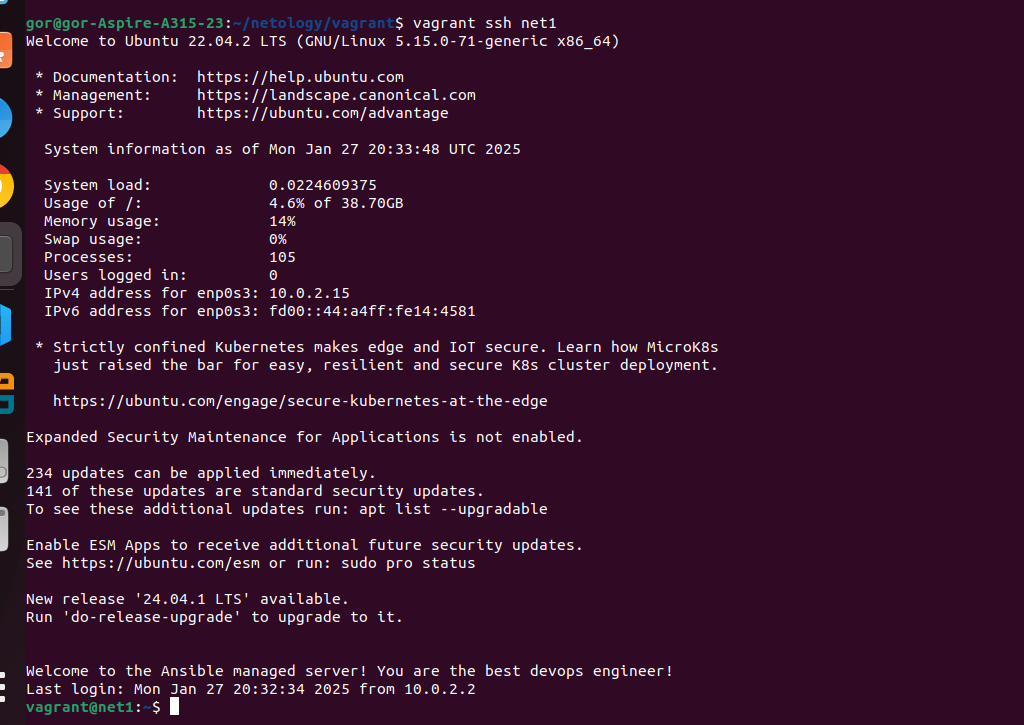 gor@gor-Aspire-A315-23:~/netology/vagrant$ vagrant ssh net1
Welcome to Ubuntu 22.04.2 LTS (GNU/Linux 5.15.0-71-generic x86_64)
* Documentation: https://help.ubuntu.com
* Management: https://landscape.canonical.com
* Support: https://ubuntu.com/advantage
System information as of Mon Jan 27 20:33:48 UTC 2025
System load: 0.0224609375
Usage of /: 4.6% of 38.70GB
Memory usage: 14%
Swap usage: 0%
Processes: 105
Users logged in: 0
IPv4 address for enp0s3: 10.0.2.15
IPv6 address for enp0s3: fd00::44:a4ff:fe14:4581
* Strictly confined Kubernetes makes edge and IoT secure. Learn how MicroK8s
just raised the bar for easy, resilient and secure K8s cluster deployment.
https://ubuntu.com/engage/secure-kubernetes-at-the-edge
Expanded Security Maintenance for Applications is not enabled.
234 updates can be applied immediately.
141 of these updates are standard security updates.
To see these additional updates run: apt list --upgradable
Enable ESM Apps to receive additional future security updates.
See https://ubuntu.com/esm or run: sudo pro status
New release '24.04.1 LTS' available.
Run 'do-release-upgrade' to upgrade to it.
Welcome to the Ansible managed server! You are the best devops engineer!
Last login: Mon Jan 27 20:32:34 2025 from 10.0.2.2
vagrant@net1:~$